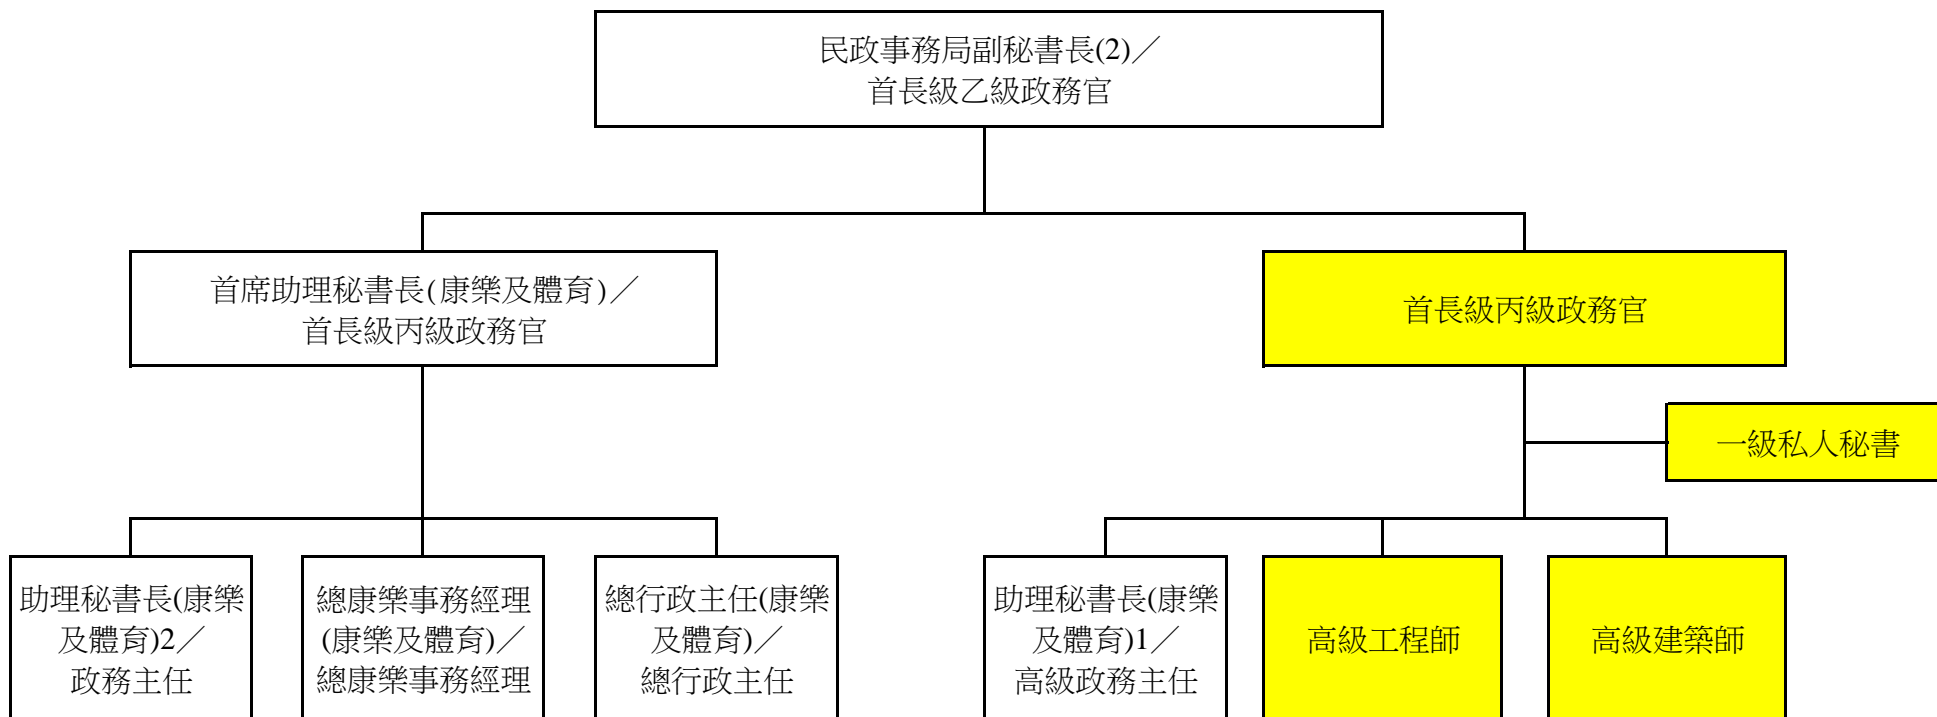 民政事務局副秘書長(2)／
首長級乙級政務官
首席助理秘書長(康樂及體育)／
首長級丙級政務官
首長級丙級政務官
一級私人秘書
助理秘書長(康樂
及體育)2／
政務主任
總康樂事務經理
(康樂及體育)／
總康樂事務經理
總行政主任(康樂
及體育)／
總行政主任
助理秘書長(康樂
及體育)1／
高級政務主任
高級工程師
高級建築師